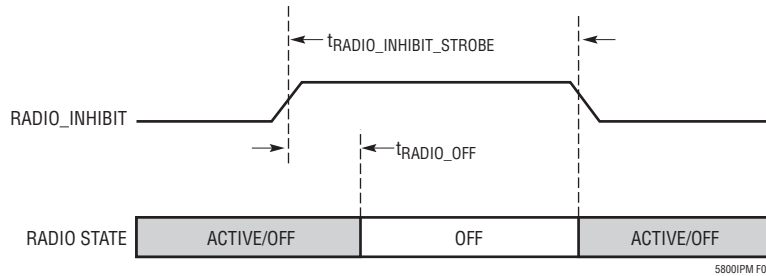 tRADIO_INHIBIT_STROBE
RADIO_INHIBIT
tRADIO_OFF
RADIO STATE ACTIVE/OFF OFF ACTIVE/OFF
5800IPM F0